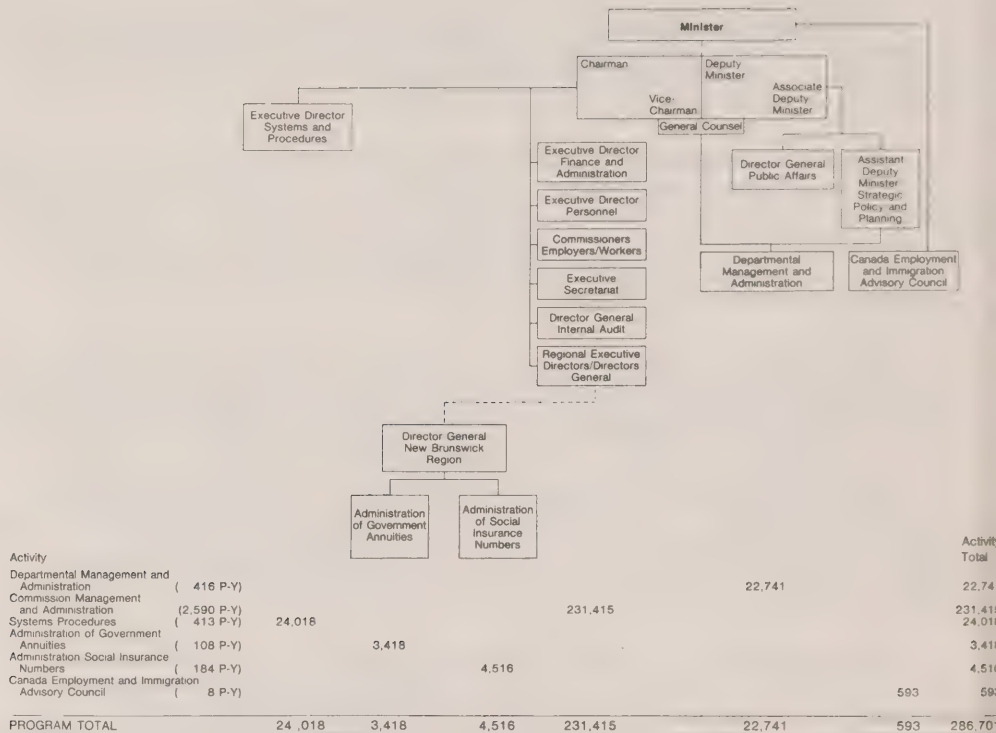 Minister
Chairman
Deputy
Minister
Vice-
Chairman
Associate
Deputy
Minister
General Counsel
Executive Director
Systems and
Procedures
Executive Director
Finance and
Administration
Executive Director
Personnel
Commissioners
Employers/Workers
Executive
Secretariat
Director General
Internal Audit
Regional Executive
Directors/Directors
General
Director General
Public Affairs
Assistant
Deputy
Minister
Strategic
Policy and
Planning
Departmental
Management and
Administration
Canada Employment
and Immigration
Advisory Council
Director General
New Brunswick
Region
Administration
of Government
Annuities
Administration
of Social
Insurance
Numbers
Activity
Activity
Total
Departmental Management and
Administration ( 416 P-Y) 22,741 22,74
Commission Management
and Administration (2,590 P-Y) 231,415 231,415
Systems Procedures ( 413 P-Y) 24,018 24,018
Administration of Government
Annuities ( 108 P-Y) 3,418 3,418
Administration Social Insurance
Numbers ( 184 P-Y) 4,516 4,516
Canada Employment and Immigration
Advisory Council ( 8 P-Y) 593 593
PROGRAM TOTAL 24 ,018 3,418 4,516 231,415 22,741 593 286,701